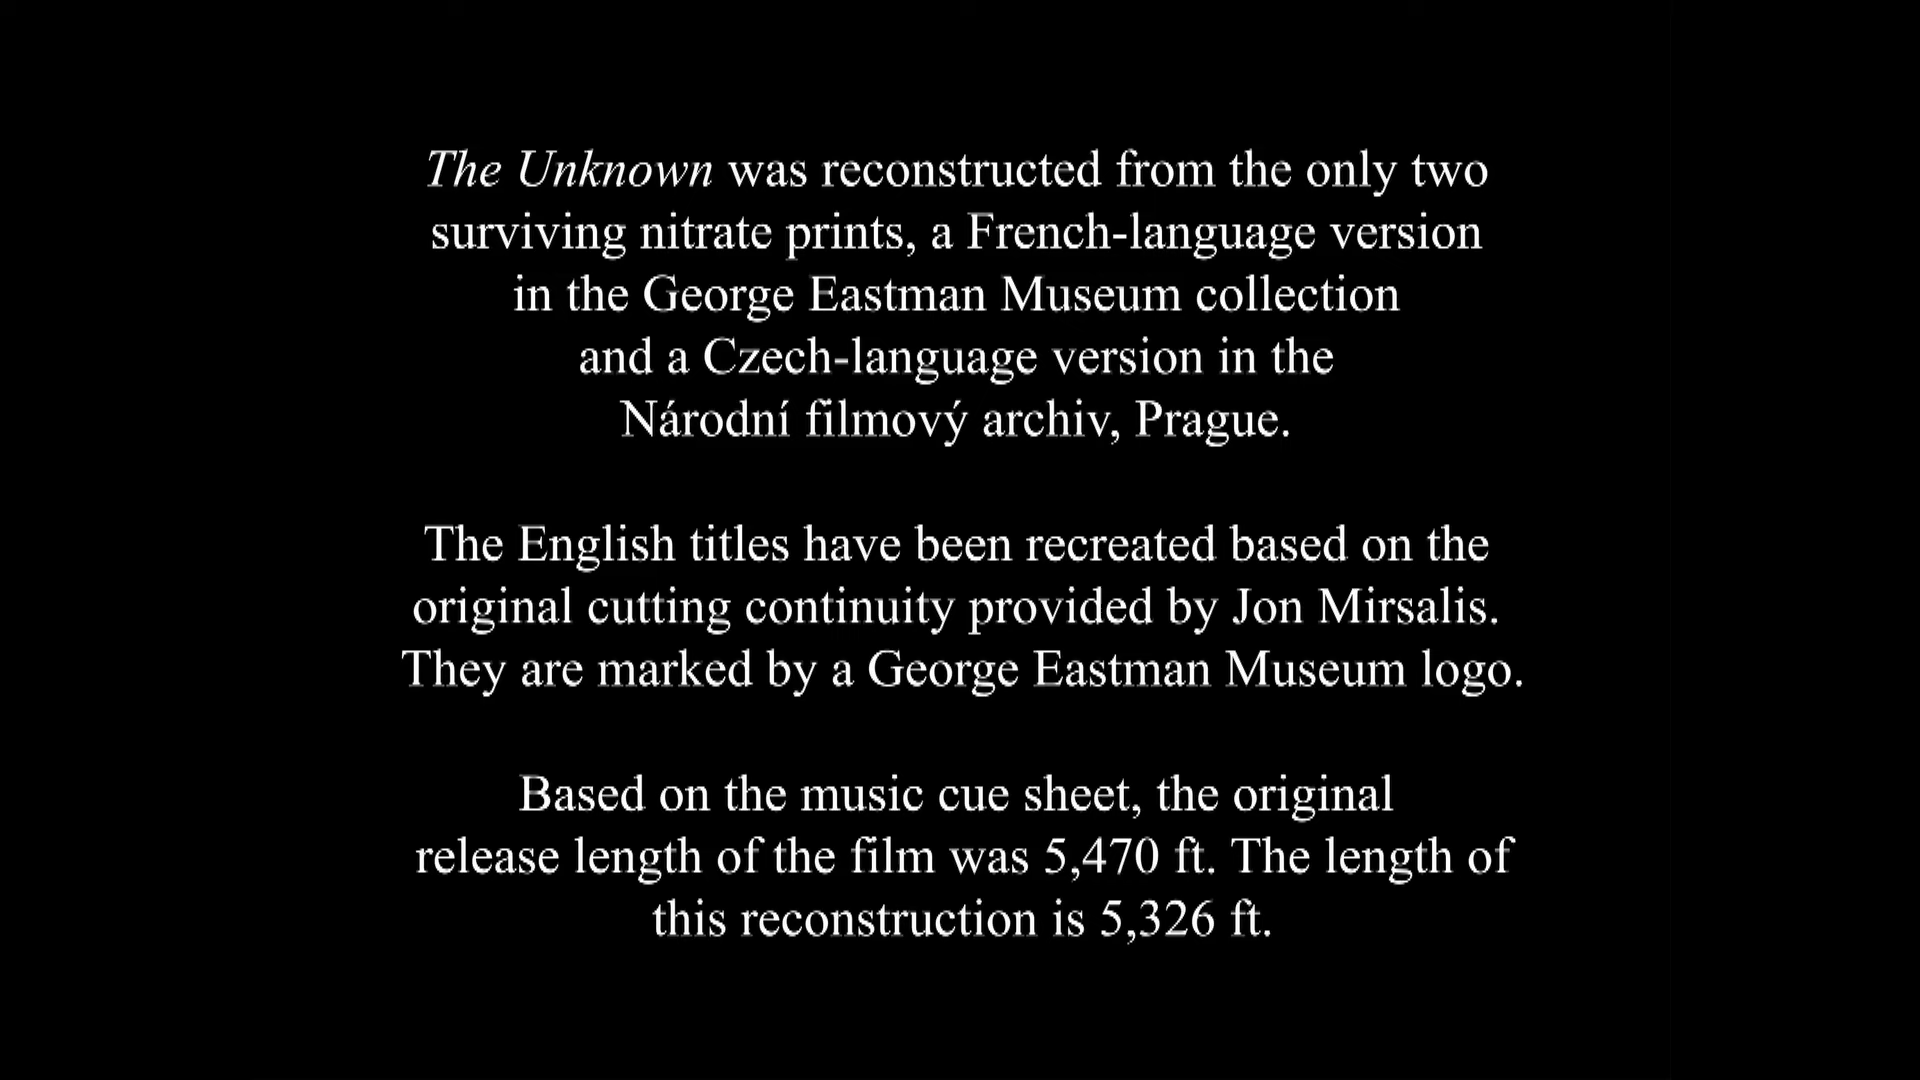 The Unknown was reconstructed from the only two
surviving nitrate prints, a French-language version
in the George Eastman Museum collection
and a Czech-language version in the
Národní filmový archiv, Prague.
The English titles have been recreated based on the
original cutting continuity provided by Jon Mirsalis.
They are marked by a George Eastman Museum logo.
Based on the music cue sheet, the original
release length of the film was 5,470 ft. The length of
this reconstruction is 5,326 ft.